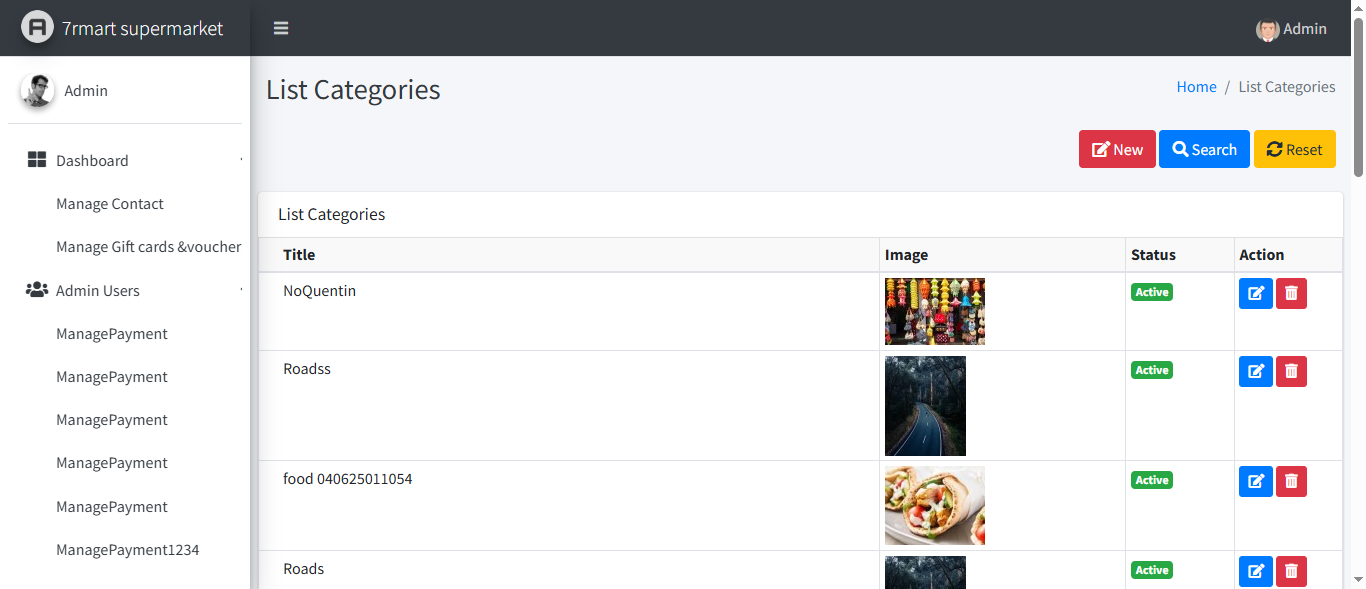 7rmart supermarket
Admin
Admin
Dashboard
Manage Contact
Manage Gift cards &voucher
Admin Users
ManagePayment
ManagePayment
ManagePayment
ManagePayment
ManagePayment
ManagePayment1234
List Categories
Home / List Categories
New Search Reset
List Categories
Title Image Status Action
NoQuentin Active
Roadss Active
food 040625011054 Active
Roads Active